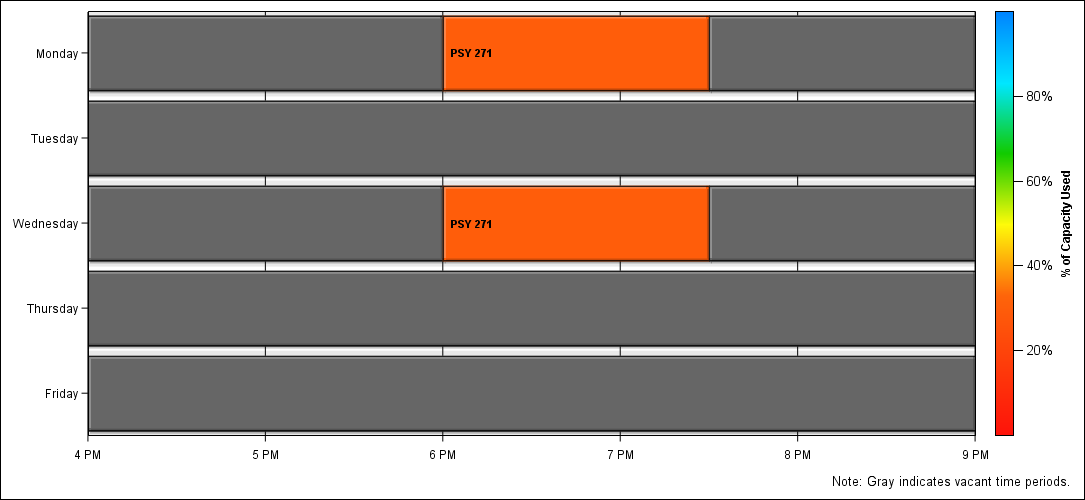 Monday
PSY 271
Tuesday
Wednesday
PSY 271
Thursday
Friday
4 PM
5 PM
6 PM
7 PM
8 PM
9 PM
80%
60%
40%
20%
% of Capacity Used
Note: Gray indicates vacant time periods.